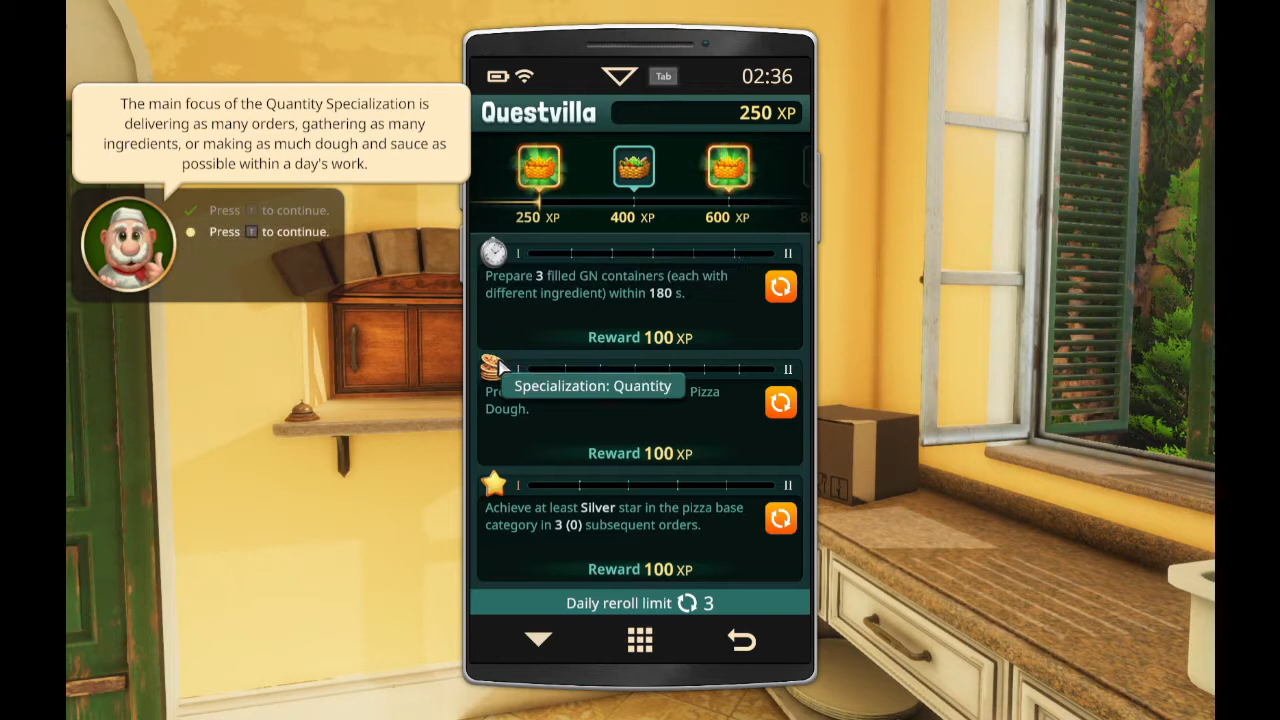 The main focus of the Quantity Specialization is
delivering as many orders, gathering as many
ingredients, or making as much dough and sauce as
possible within a day's work.
Press to continue.
Press to continue.
Tab
02:36
Questvilla
250 XP
250 XP
400 XP
600 XP
I
II
Prepare 3 filled GN containers (each with
different ingredient) within 180 s.
Reward 100 XP
II
Specialization: Quantity
Pizza
Dough.
Reward 100 XP
I
II
Achieve at least Silver star in the pizza base
category in 3 (0) subsequent orders.
Reward 100 XP
Daily reroll limit 3